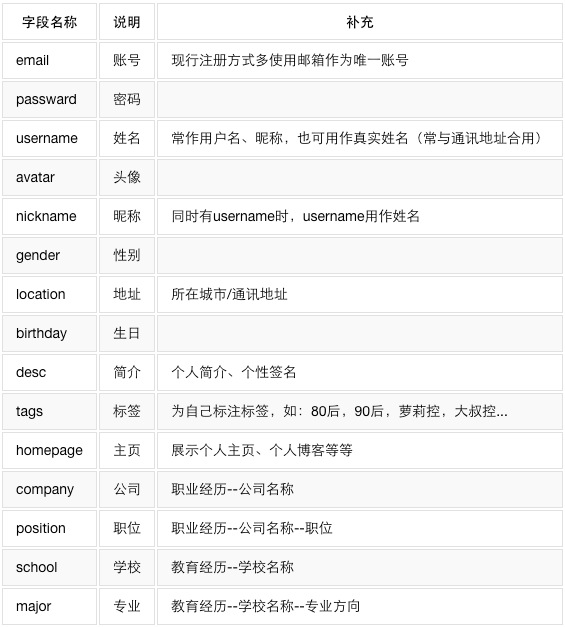 字段名称 说明 补充
email 账号 现行注册方式多使用邮箱作为唯一账号
passward 密码
username 姓名 常作用户名、昵称，也可用作真实姓名（常与通讯地址合用）
avatar 头像
nickname 昵称 同时有username时，username用作姓名
gender 性别
location 地址 所在城市/通讯地址
birthday 生日
desc 简介 个人简介、个性签名
tags 标签 为自己标注标签，如：80后，90后，萝莉控，大叔控...
homepage 主页 展示个人主页、个人博客等等
company 公司 职业经历--公司名称
position 职位 职业经历--公司名称--职位
school 学校 教育经历--学校名称
major 专业 教育经历--学校名称--专业方向